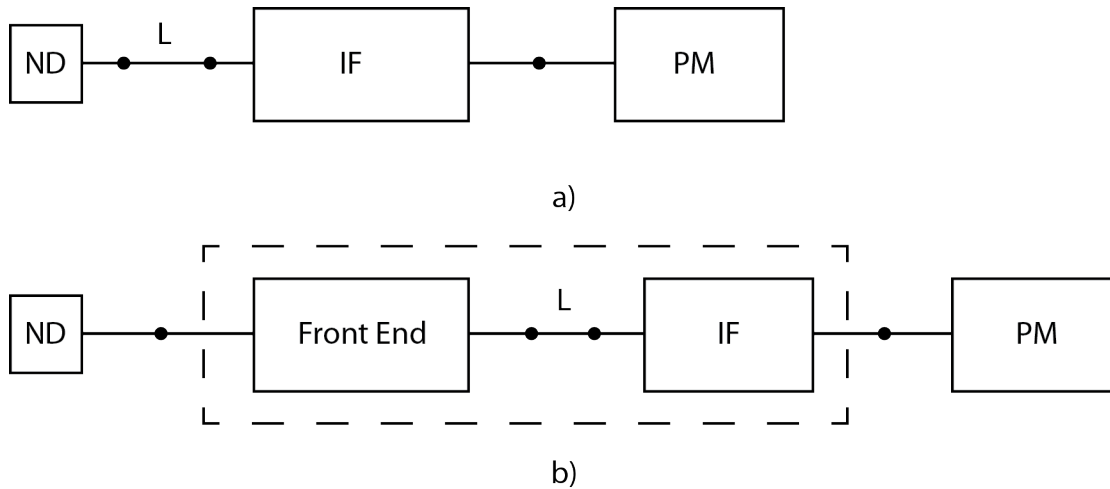 ND L IF PM
a)
ND Front End L IF PM
b)